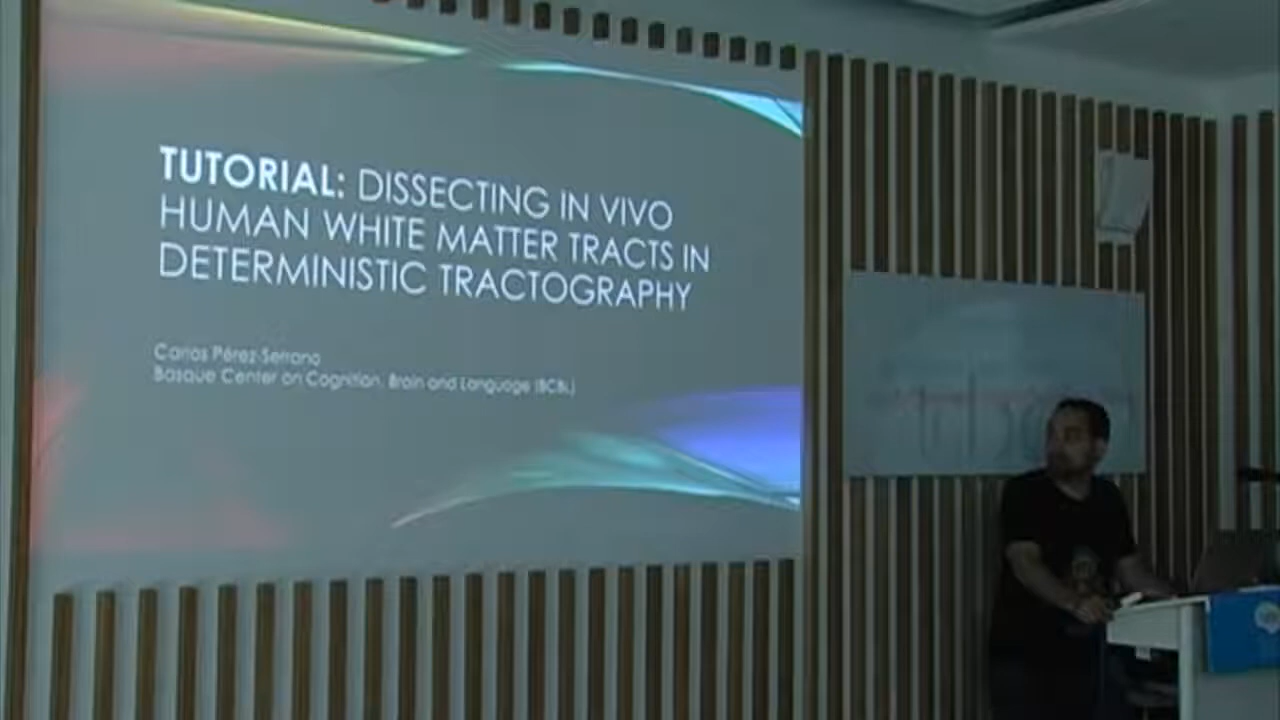 TUTORIAL: DISSECTING IN VIVO
HUMAN WHITE MATTER TRACTS IN
DETERMINISTIC TRACTOGRAPHY
Carlos Pérez-Serrano
Basque Center on Cognition, Brain and Language (BCBL)